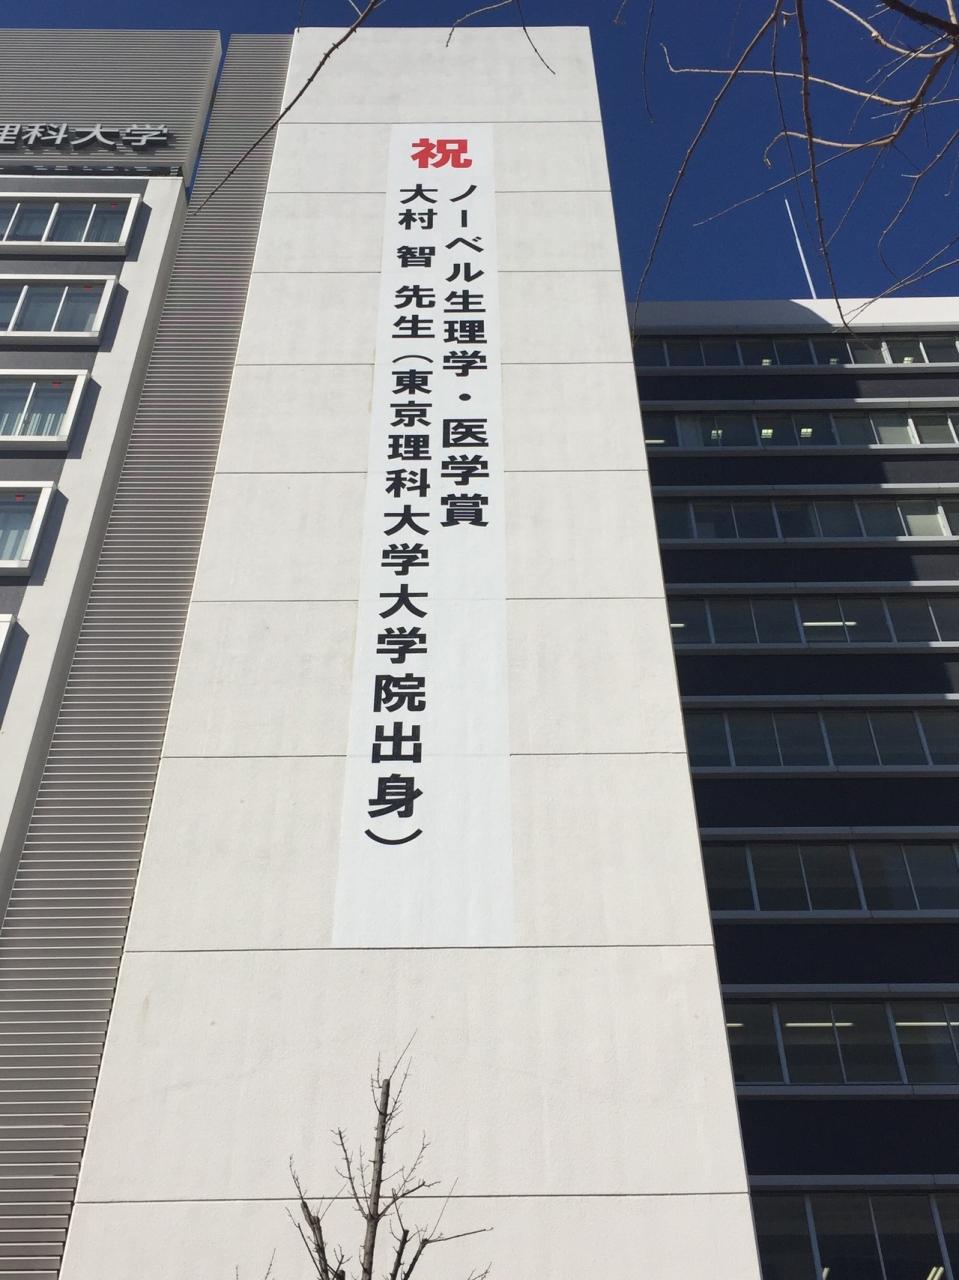 理科大学
祝
ノーベル生理学・医学賞
大村 智 先生(東京理科大学大学院出身)